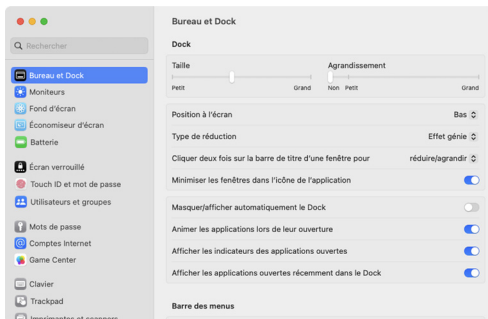 Rechercher
Bureau et Dock
Moniteurs
Fond d'écran
Économiseur d'écran
Batterie
Écran verrouillé
Touch ID et mot de passe
Utilisateurs et groupes
Mots de passe
Comptes Internet
Game Center
Clavier
Trackpad
Imprimantes et scanners
Bureau et Dock
Dock
Taille Agrandissement
Petit Grand Non Petit Grand
Position à l'écran Bas
Type de réduction Effet génie
Cliquer deux fois sur la barre de titre d'une fenêtre pour réduire/agrandir
Minimiser les fenêtres dans l'icône de l'application
Masquer/afficher automatiquement le Dock
Animer les applications lors de leur ouverture
Afficher les indicateurs des applications ouvertes
Afficher les applications ouvertes récemment dans le Dock
Barre des menus